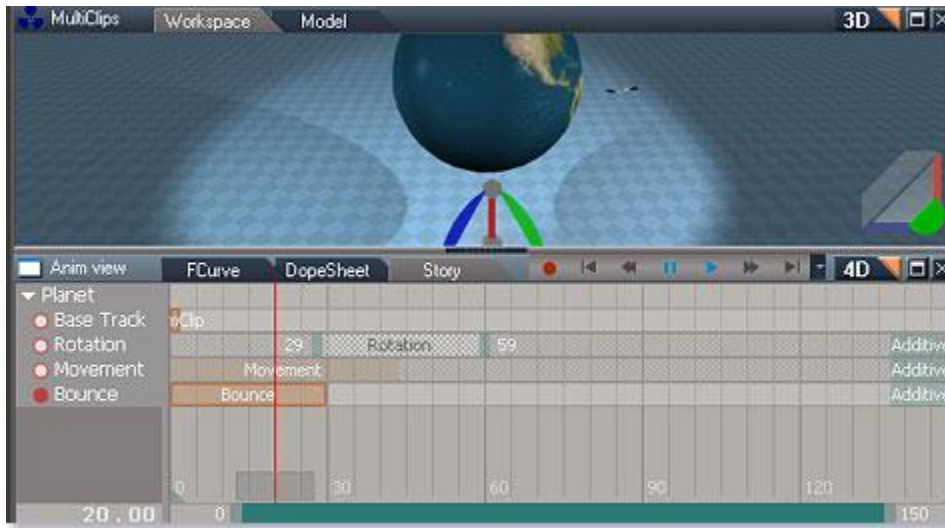 MultiClips Workspace Model 3D
Anim view FCurve DopeSheet Story 4D
Planet
Base Track Clip
Rotation 29 Rotation 59 Additive
Movement Movement Additive
Bounce Bounce Additive
0 30 60 90 120
20.00 0 150